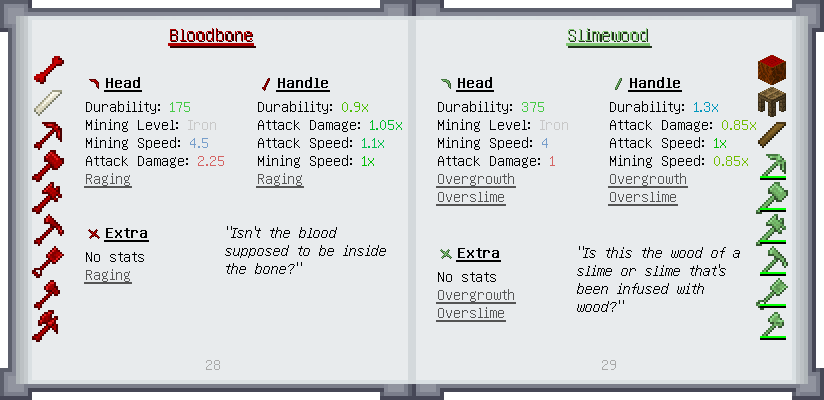 Bloodbone
Head
Durability: 175
Mining Level: Iron
Mining Speed: 4.5
Attack Damage: 2.25
Raging
Handle
Durability: 0.9x
Attack Damage: 1.05x
Attack Speed: 1.1x
Mining Speed: 1x
Raging
Extra
No stats
Raging
"Isn't the blood
supposed to be inside
the bone?"
28
Slimewood
Head
Durability: 375
Mining Level: Iron
Mining Speed: 4
Attack Damage: 1
Overgrowth
Overslime
Handle
Durability: 1.3x
Attack Damage: 0.85x
Attack Speed: 1x
Mining Speed: 0.85x
Overgrowth
Overslime
Extra
No stats
Overgrowth
Overslime
"Is this the wood of a
slime or slime that's
been infused with
wood?"
29